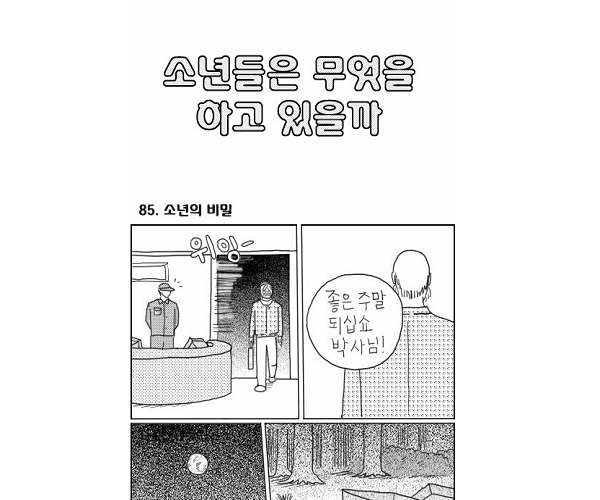 소년들은 무엇을
하고 있을까
85. 소년의 비밀
위잉-
좋은 주말
되십쇼
박사님!